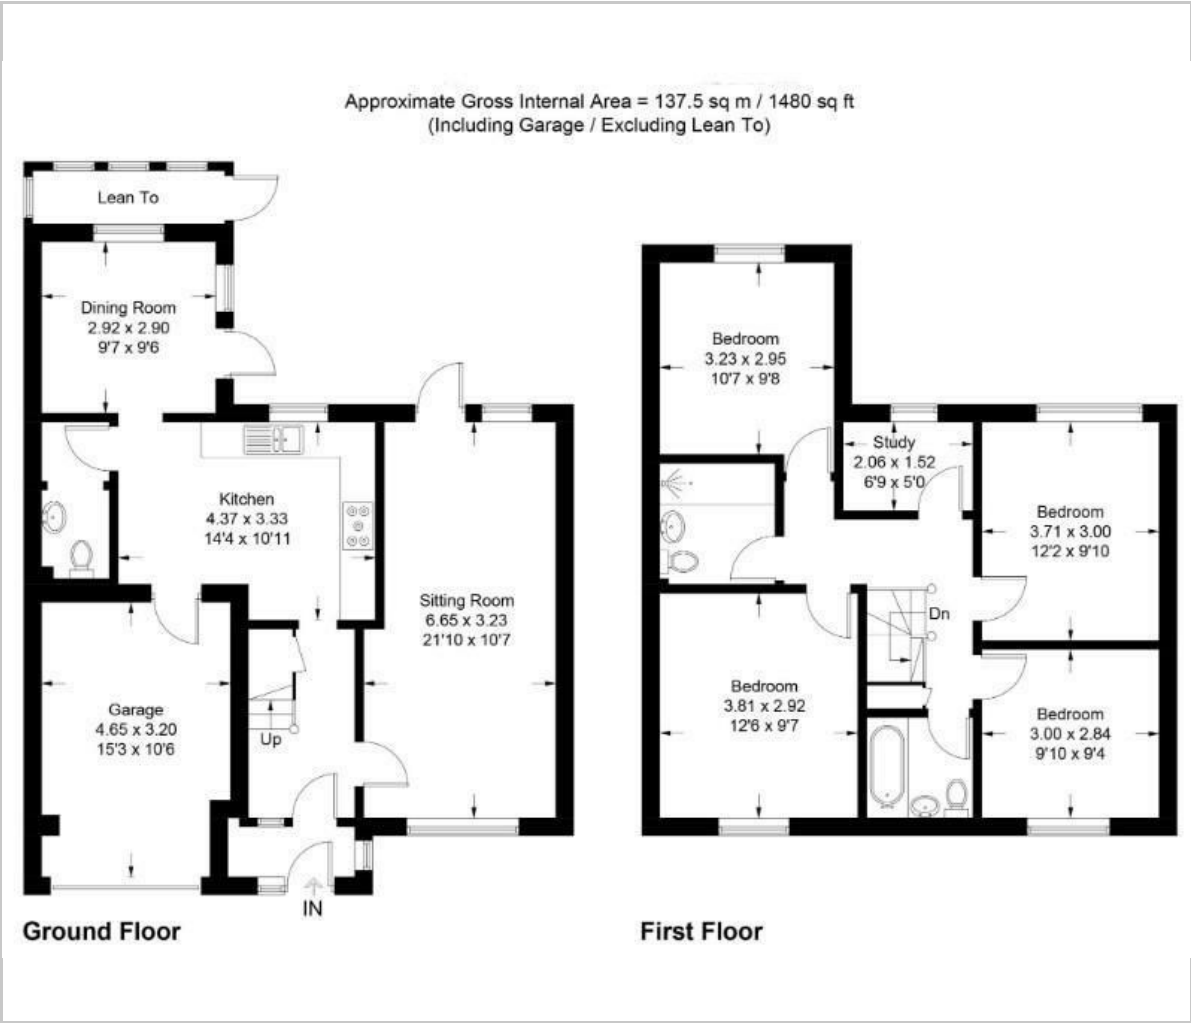 Approximate Gross Internal Area = 137.5 sq m / 1480 sq ft
(Including Garage / Excluding Lean To)
Lean To
Dining Room
2.92 x 2.90
9'7 x 9'6
Kitchen
4.37 x 3.33
14'4 x 10'11
Sitting Room
6.65 x 3.23
21'10 x 10'7
Garage
4.65 x 3.20
15'3 x 10'6
Up
IN
Ground Floor
Bedroom
3.23 x 2.95
10'7 x 9'8
Study
2.06 x 1.52
6'9 x 5'0
Bedroom
3.71 x 3.00
12'2 x 9'10
Dn
Bedroom
3.81 x 2.92
12'6 x 9'7
Bedroom
3.00 x 2.84
9'10 x 9'4
First Floor